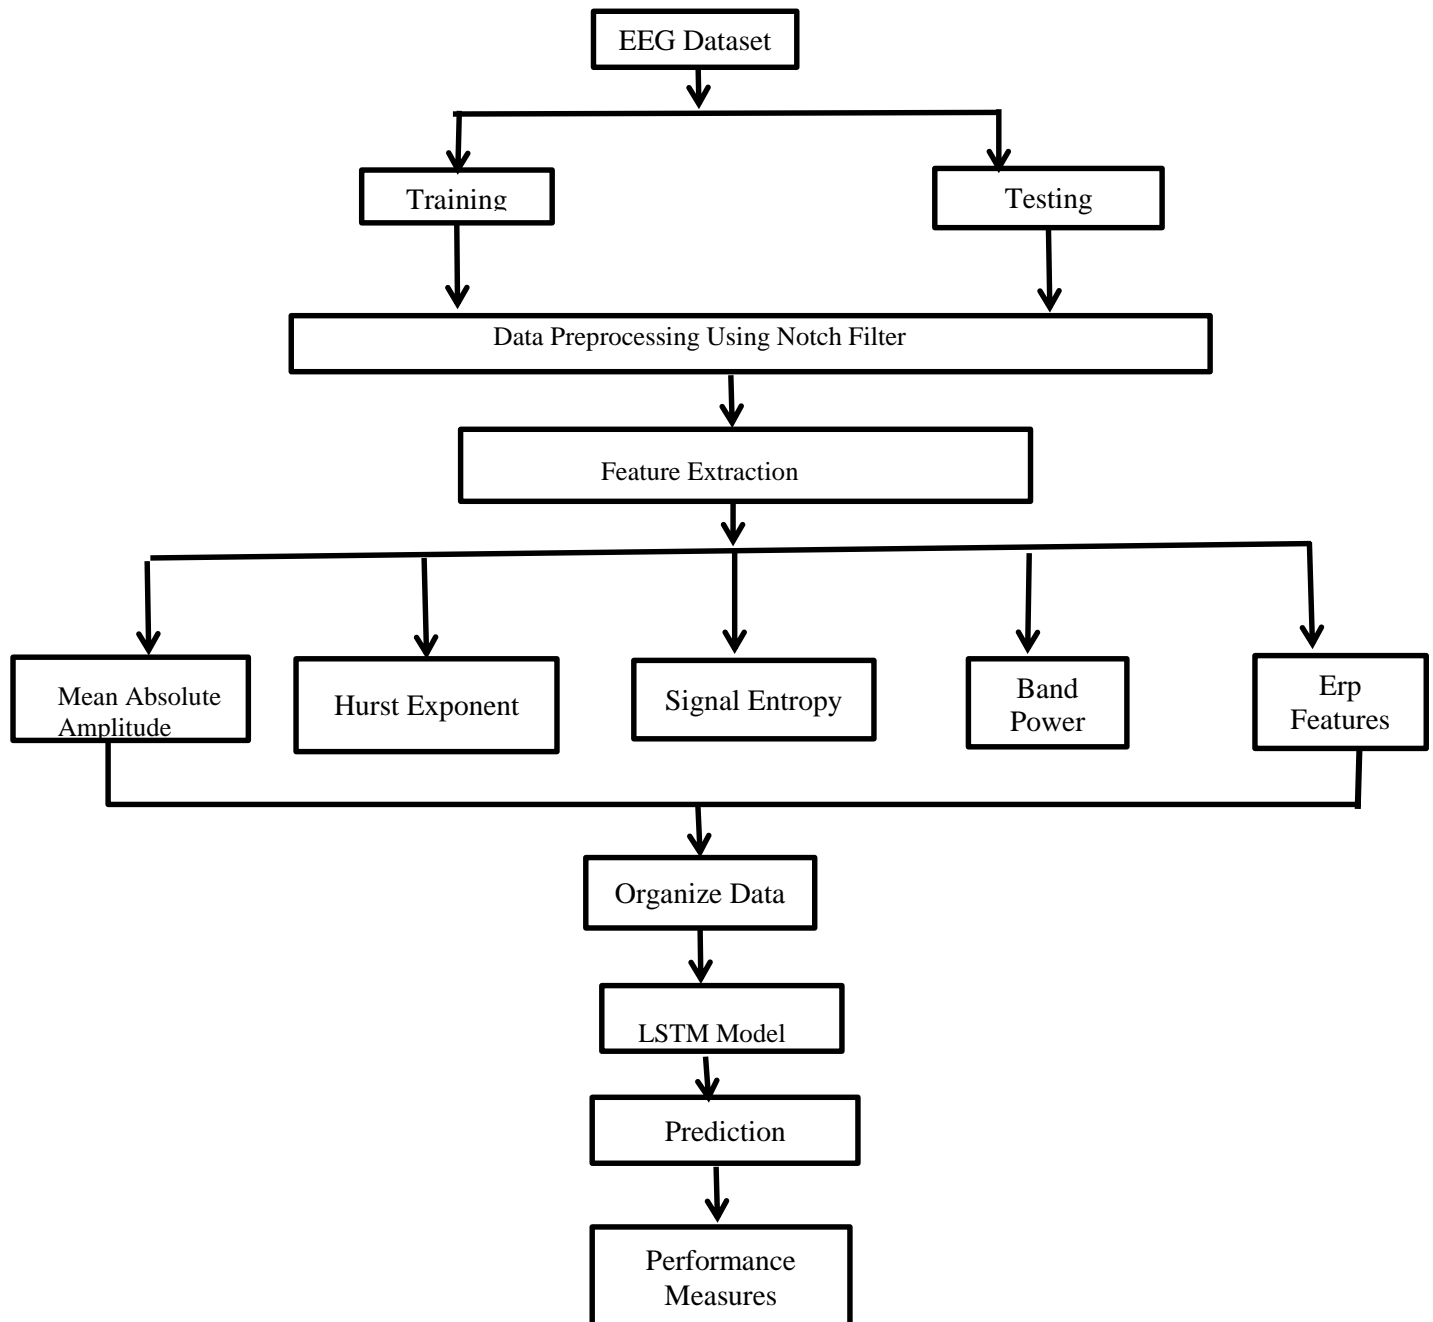 EEG Dataset
Training
Testing
Data Preprocessing Using Notch Filter
Feature Extraction
Mean Absolute
Amplitude
Hurst Exponent
Signal Entropy
Band
Power
Erp
Features
Organize Data
LSTM Model
Prediction
Performance
Measures